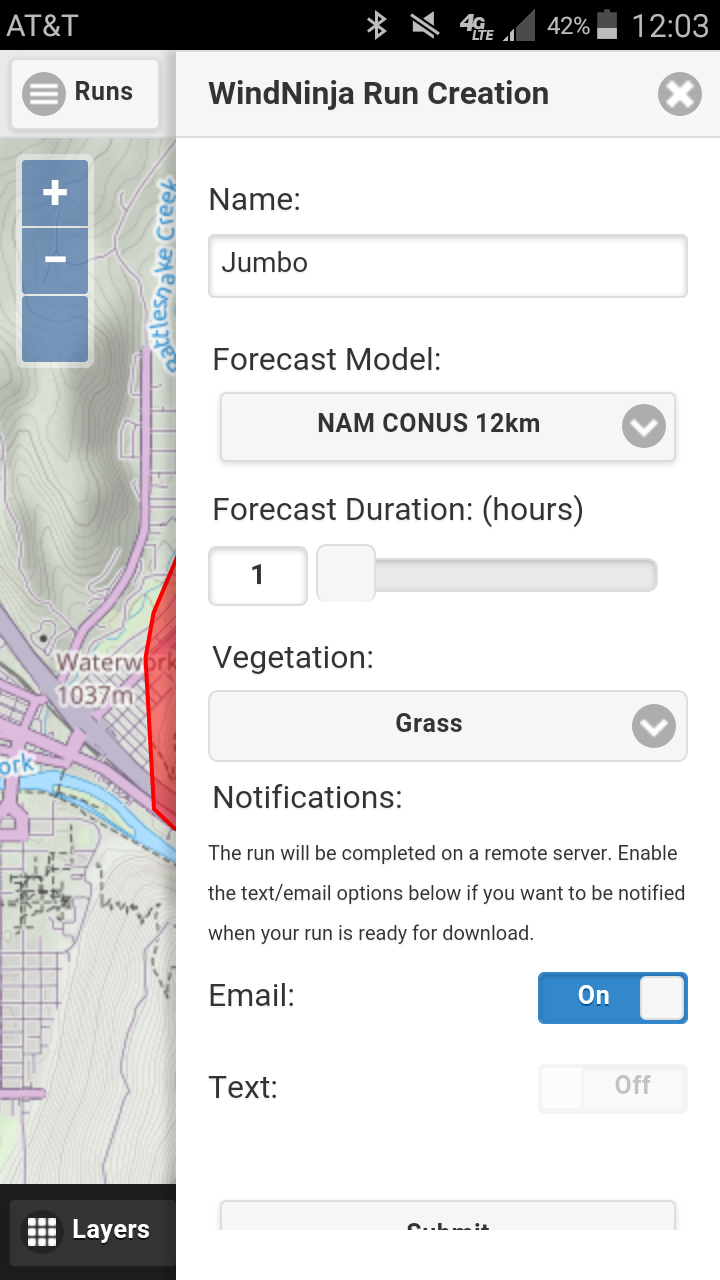 AT&T 4G LTE 42% 12:03
Runs
WindNinja Run Creation
+
−
Rattlesnake Creek
Name:
Jumbo
Forecast Model:
NAM CONUS 12km
Forecast Duration: (hours)
1
Waterwork
1037m
Vegetation:
Grass
ork
Notifications:
The run will be completed on a remote server. Enable
the text/email options below if you want to be notified
when your run is ready for download.
Email:
On
Text:
Off
Submit
Layers